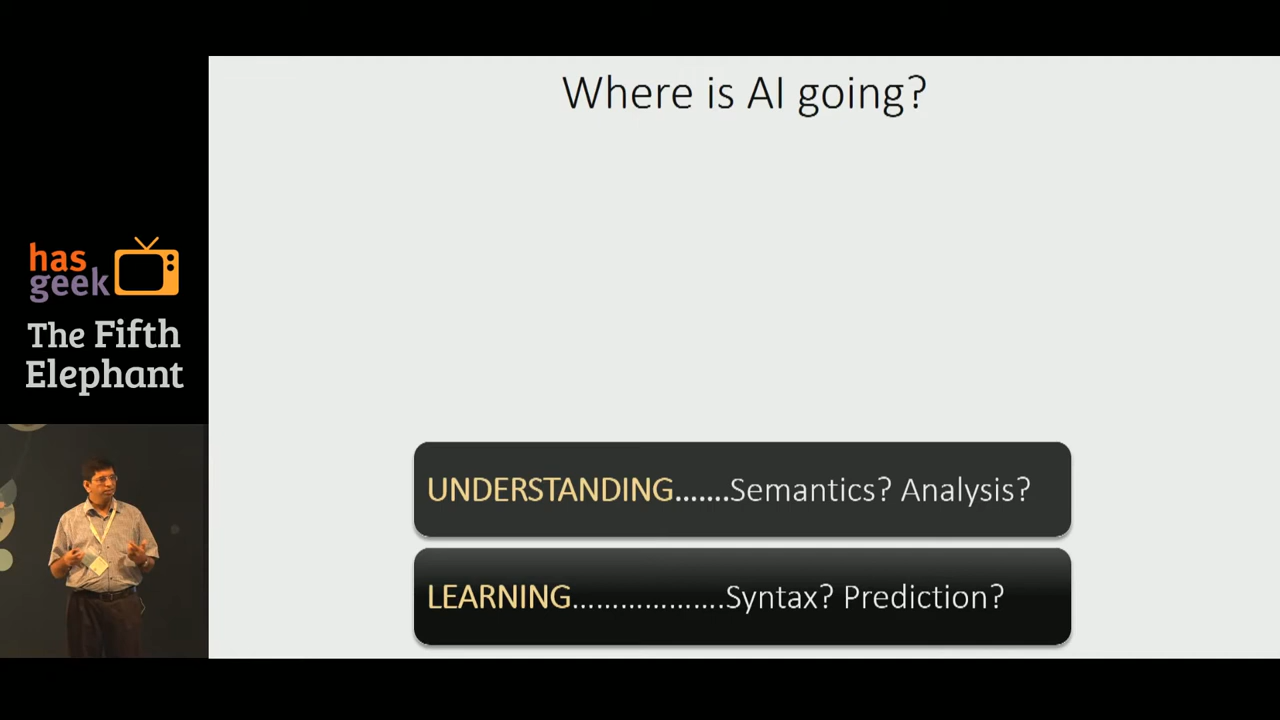 Where is AI going?
has
geek
The Fifth
Elephant
UNDERSTANDING.......Semantics? Analysis?
LEARNING...................Syntax? Prediction?